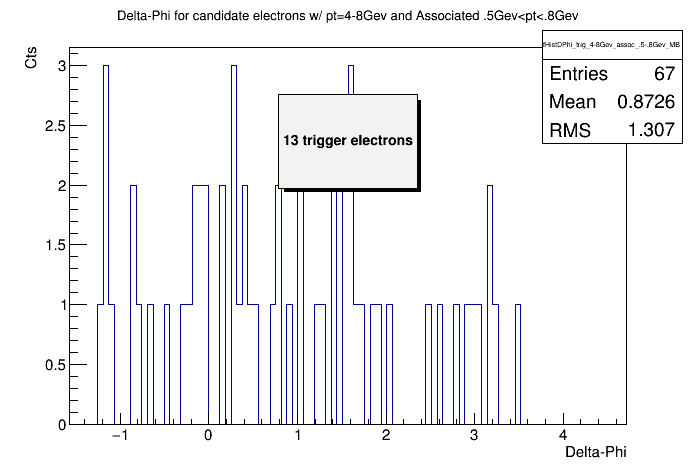 Delta-Phi for candidate electrons w/ pt=4-8Gev and Associated .5Gev<pt<.8Gev
Cts
fHistDPhi_trig_4-8Gev_assoc_.5-.8Gev_MB
Entries 67
Mean 0.8726
RMS 1.307
13 trigger electrons
3
2.5
2
1.5
1
0.5
0
−1 0 1 2 3 4
Delta-Phi